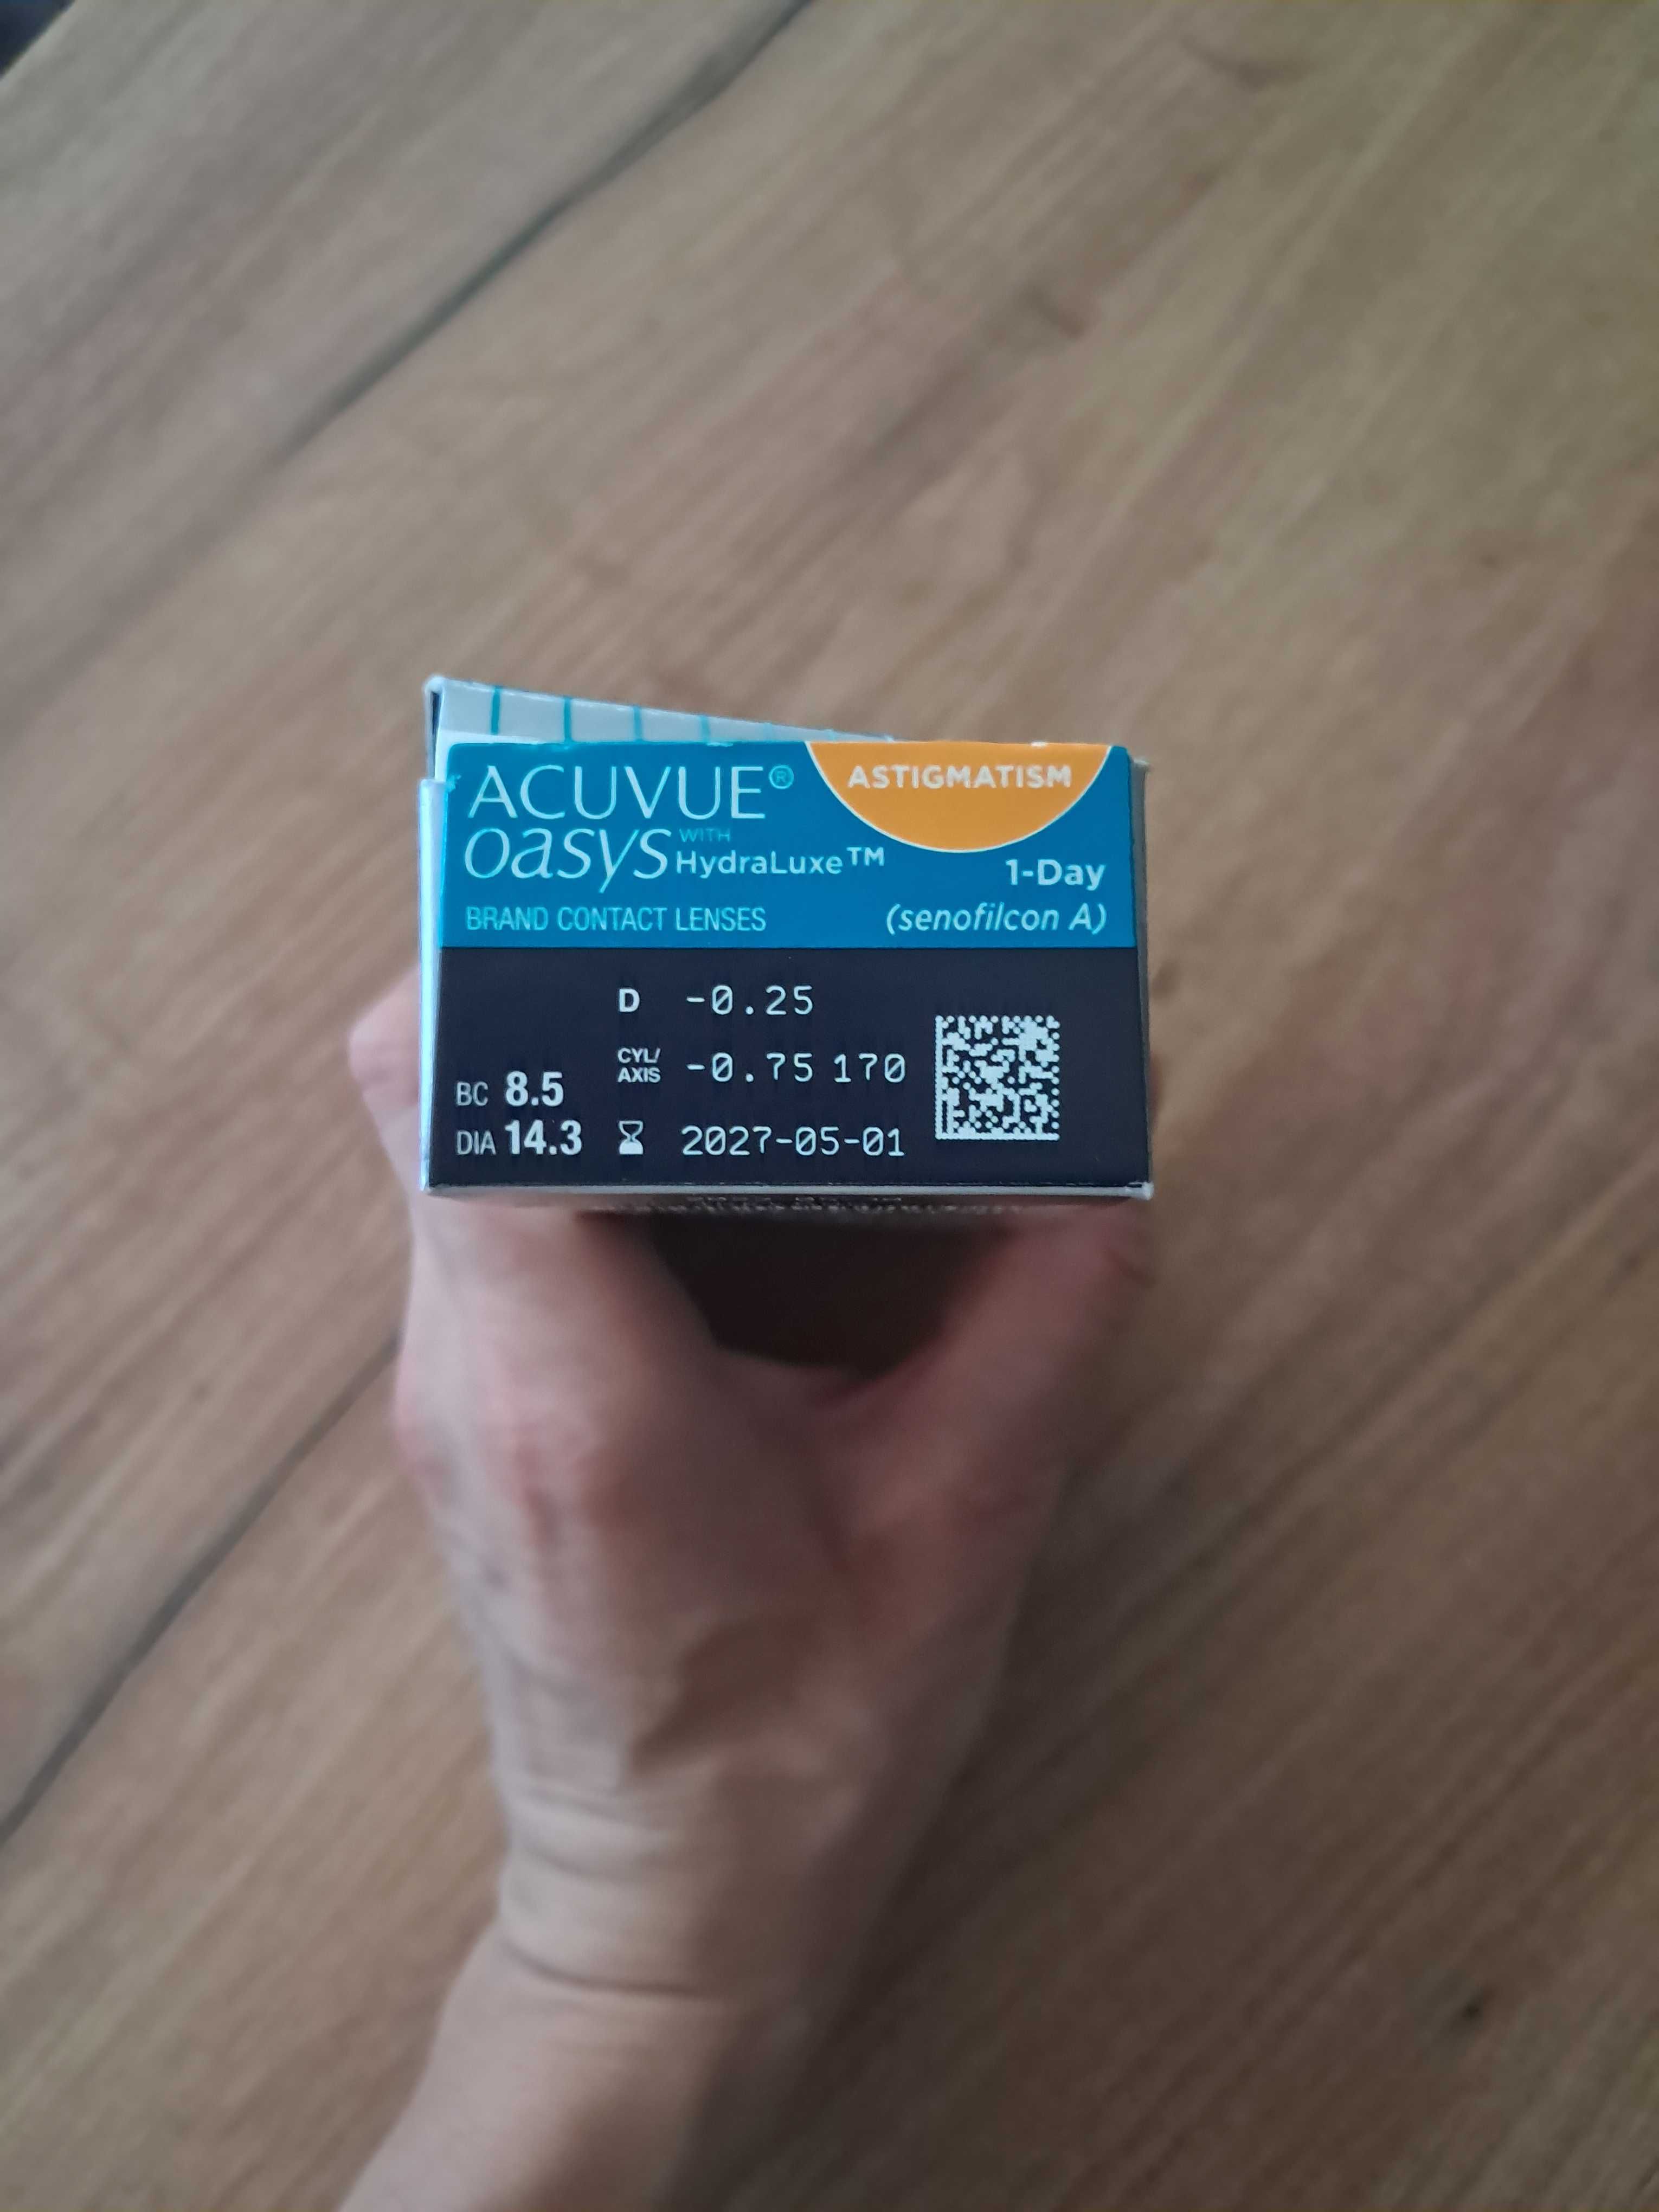 ACUVUE® ASTIGMATISM
oasys WITH HydraLuxe™
1-Day
BRAND CONTACT LENSES (senofilcon A)
D -0.25
CYL/AXIS -0.75 170
BC 8.5
DIA 14.3 2027-05-01